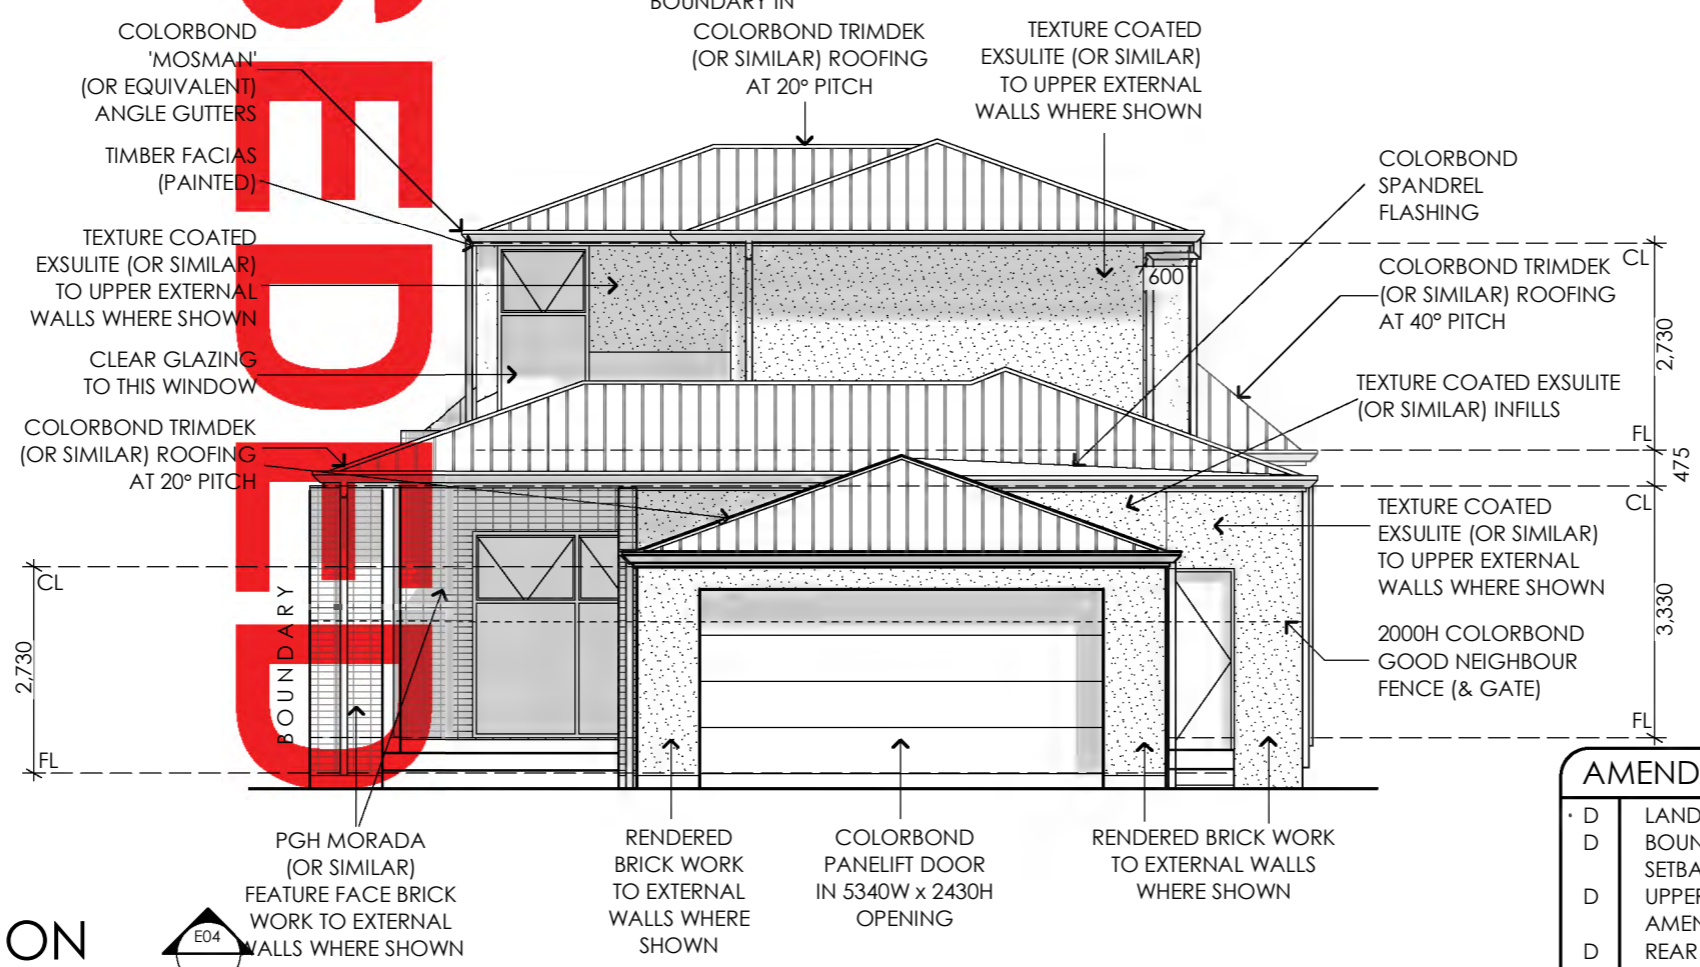 BOUNDARY IN
COLORBOND TRIMDEK
(OR SIMILAR) ROOFING
AT 20° PITCH
COLORBOND
'MOSMAN'
(OR EQUIVALENT)
ANGLE GUTTERS
TIMBER FACIAS
(PAINTED)
TEXTURE COATED
EXSULITE (OR SIMILAR)
TO UPPER EXTERNAL
WALLS WHERE SHOWN
CLEAR GLAZING
TO THIS WINDOW
COLORBOND TRIMDEK
(OR SIMILAR) ROOFING
AT 20° PITCH
TEXTURE COATED
EXSULITE (OR SIMILAR)
TO UPPER EXTERNAL
WALLS WHERE SHOWN
COLORBOND
SPANDREL
FLASHING
COLORBOND TRIMDEK
(OR SIMILAR) ROOFING
AT 40° PITCH
TEXTURE COATED EXSULITE
(OR SIMILAR) INFILLS
TEXTURE COATED
EXSULITE (OR SIMILAR)
TO UPPER EXTERNAL
WALLS WHERE SHOWN
2000H COLORBOND
GOOD NEIGHBOUR
FENCE (& GATE)
600
CL
2,730
FL
475
CL
3,330
FL
CL
2,730
FL
BOUNDARY
SED
PGH MORADA
(OR SIMILAR)
FEATURE FACE BRICK
WORK TO EXTERNAL
WALLS WHERE SHOWN
RENDERED
BRICK WORK
TO EXTERNAL
WALLS WHERE
SHOWN
COLORBOND
PANELIFT DOOR
IN 5340W x 2430H
OPENING
RENDERED BRICK WORK
TO EXTERNAL WALLS
WHERE SHOWN
ON
E04
AMEND
D LAND
D BOUN
SETBA
D UPPER
AMEN
D REAR